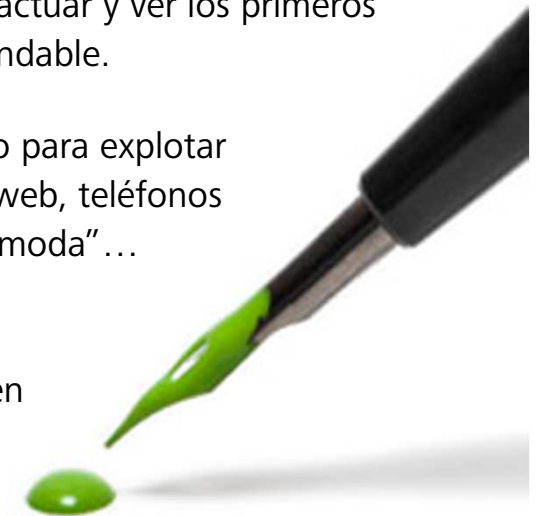 actuar y ver los primeros
ndable.
o para explotar
web, teléfonos
moda”…
en